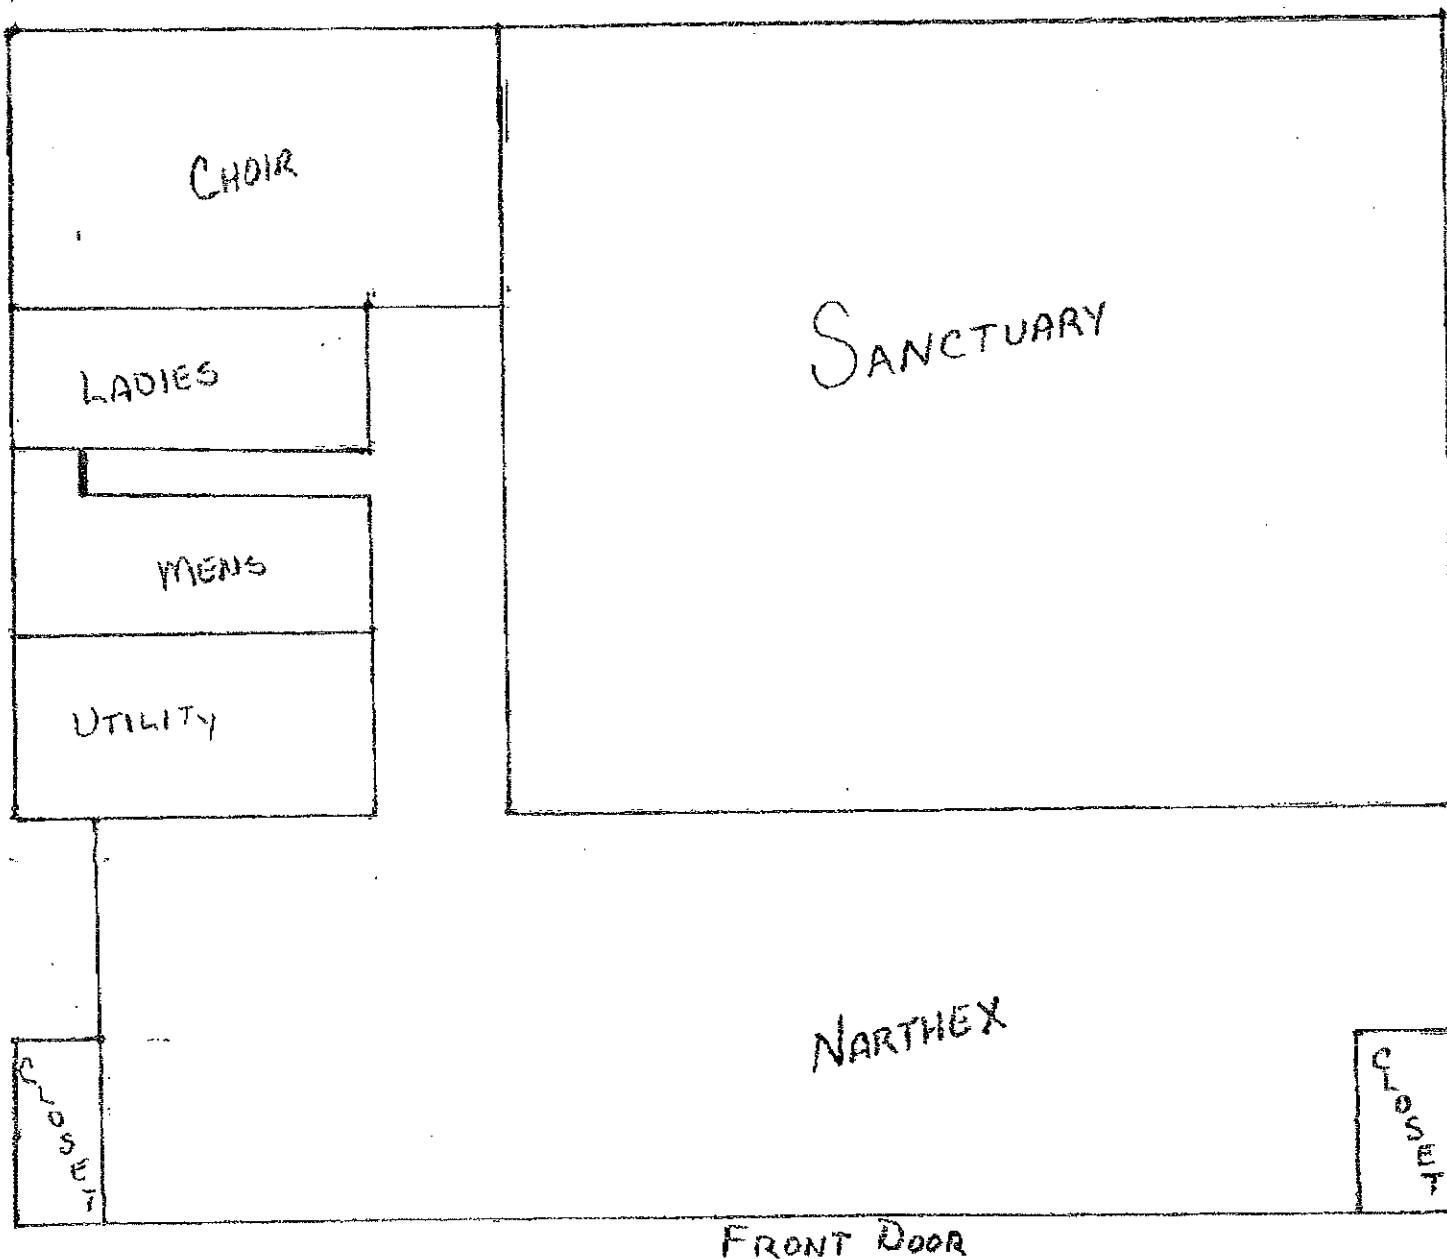 CHOIR
SANCTUARY
LADIES
MENS
UTILITY
NARTHEX
CLOSET
CLOSET
FRONT DOOR